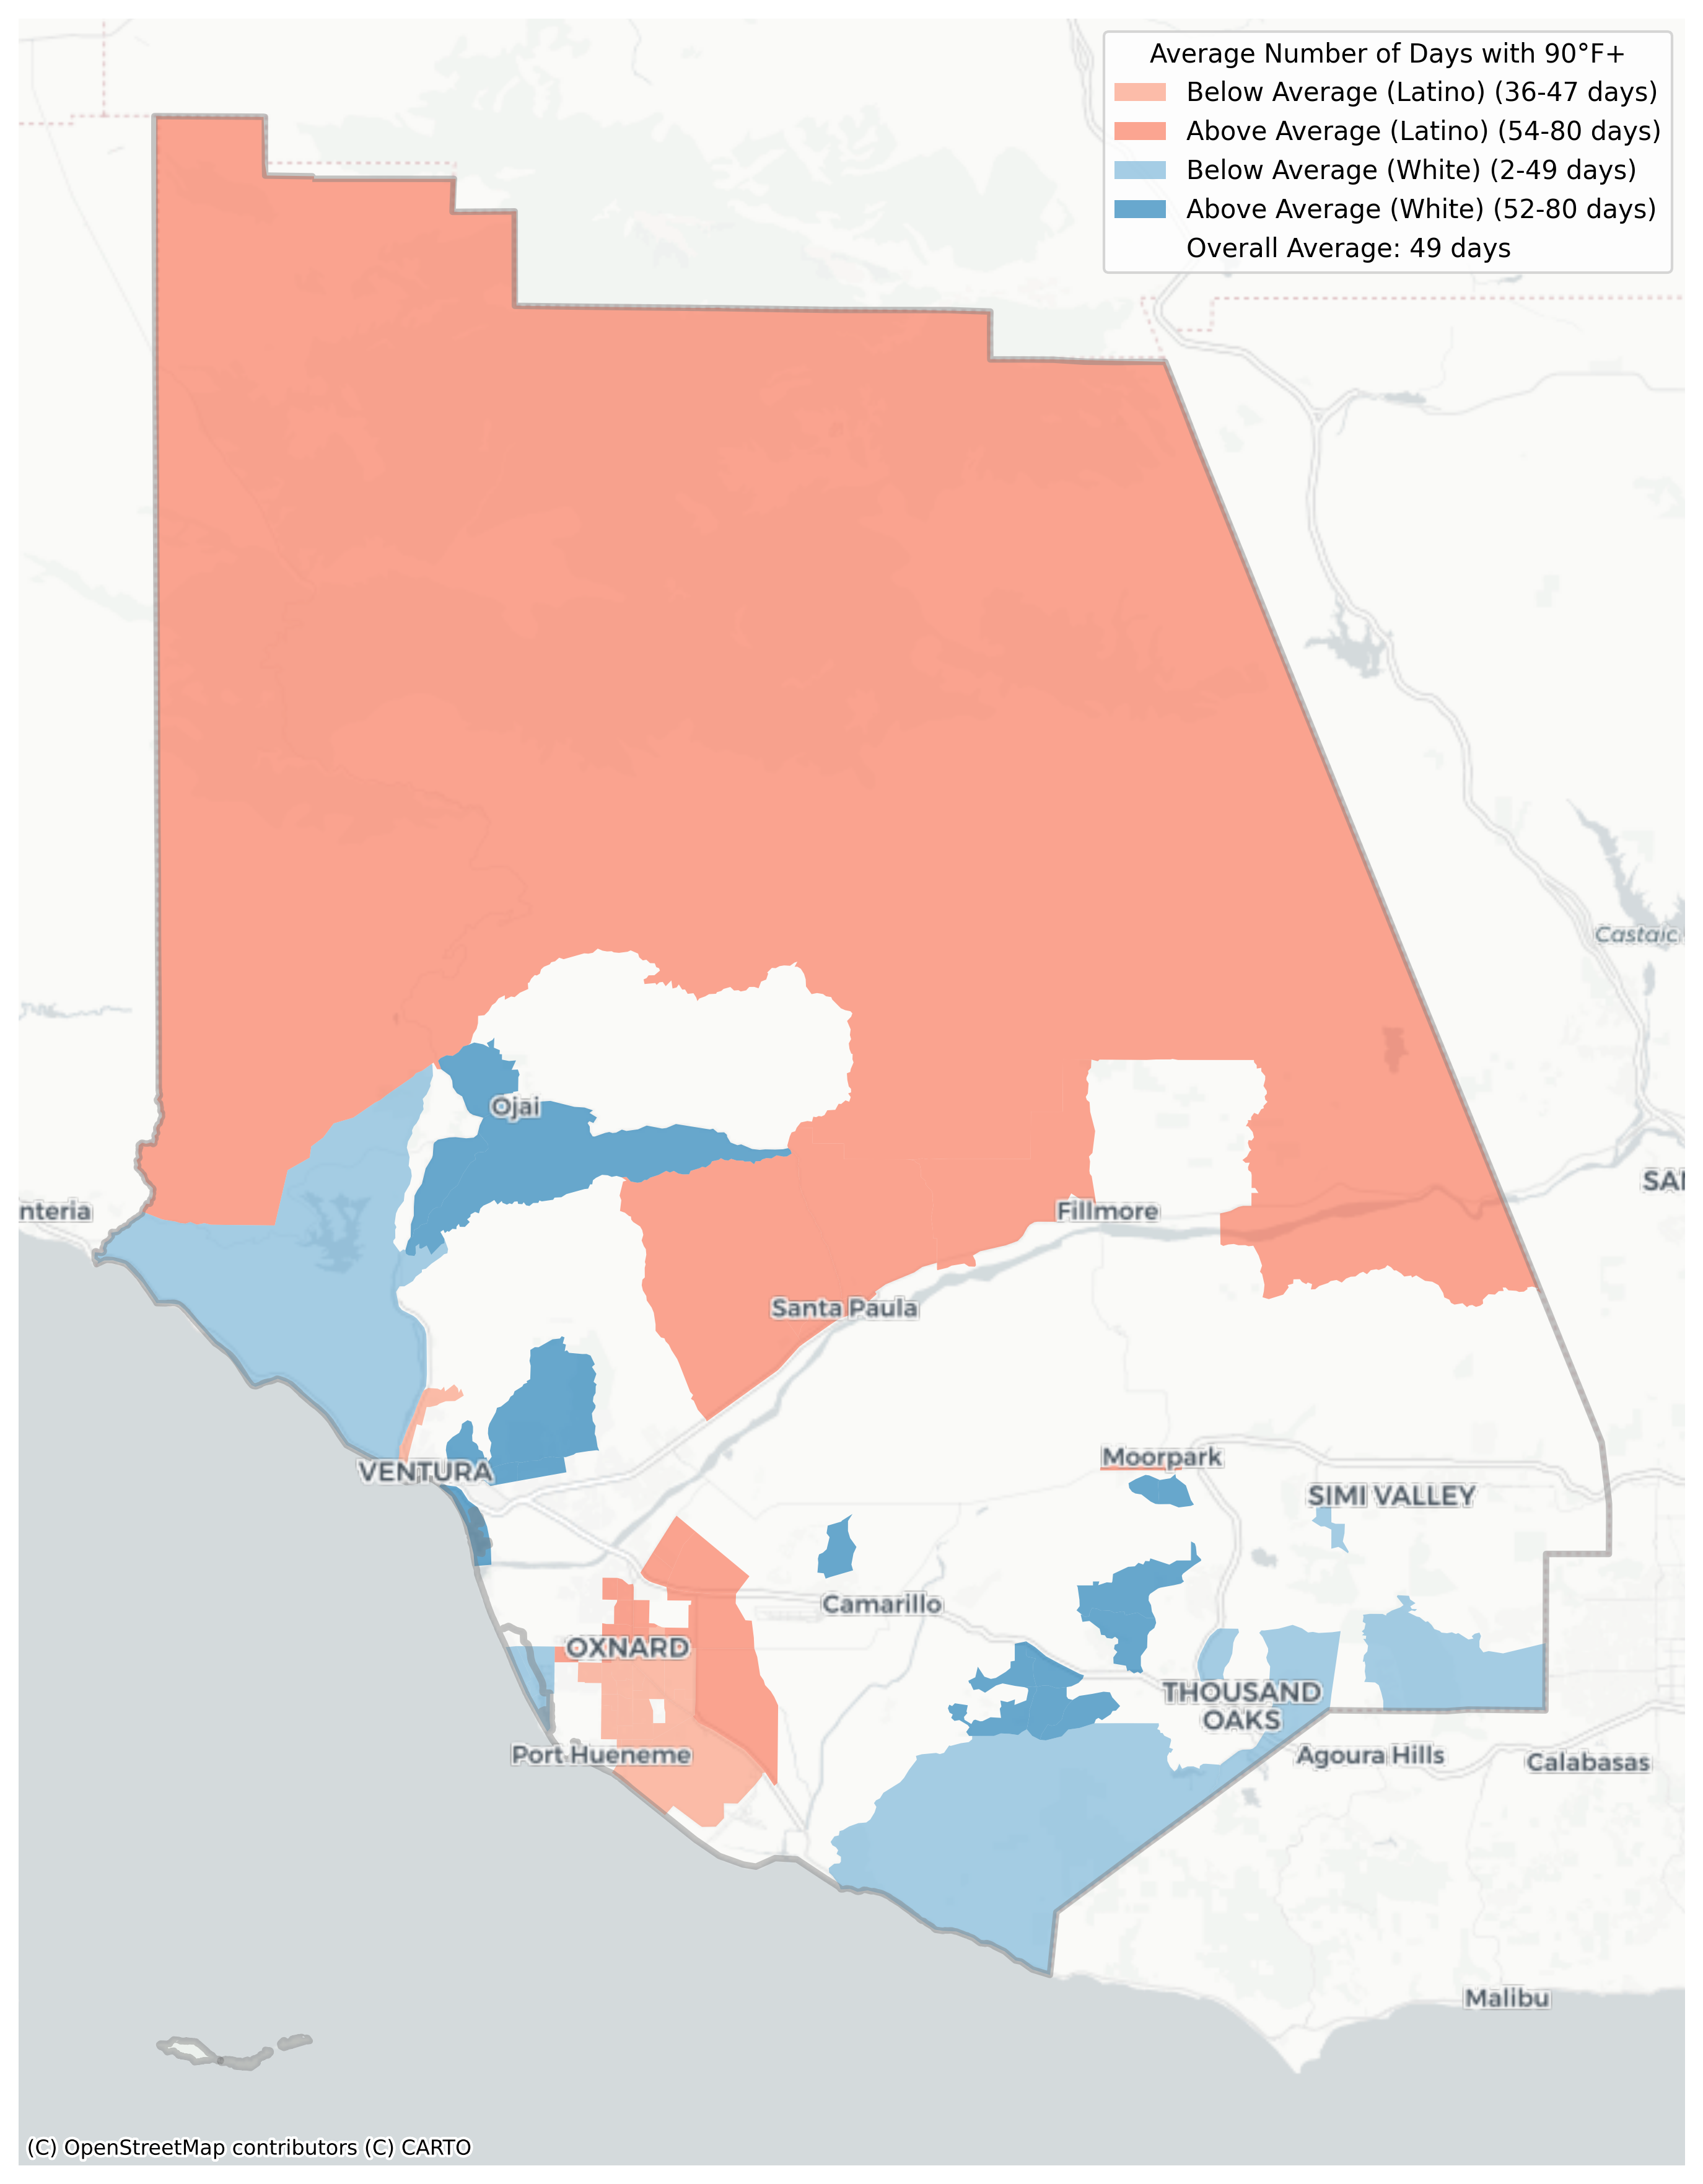 Average Number of Days with 90°F+
Below Average (Latino) (36-47 days)
Above Average (Latino) (54-80 days)
Below Average (White) (2-49 days)
Above Average (White) (52-80 days)
Overall Average: 49 days
Castaic
Ojai
SAN
nteria
Fillmore
Santa Paula
Moorpark
VENTURA
SIMI VALLEY
Camarillo
OXNARD
THOUSAND
OAKS
Port Hueneme
Agoura Hills
Calabasas
Malibu
(C) OpenStreetMap contributors (C) CARTO